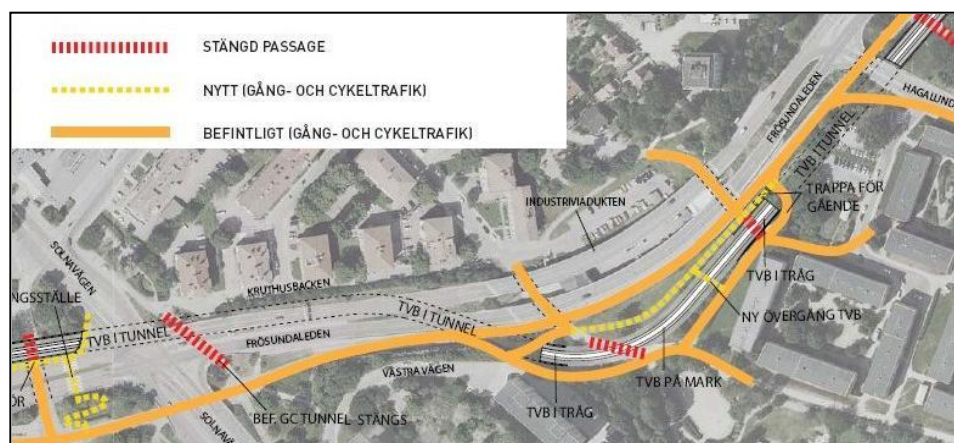 STÄNGD PASSAGE
NYTT (GÅNG- OCH CYKELTRAFIK)
BEFINTLIGT (GÅNG- OCH CYKELTRAFIK)
FRÖSUNDALEDEN
HAGALUND
TVB I TUNNEL
TRAPPA FÖR
GÅENDE
INDUSTRIVIADUKTEN
SOLNAVÄGEN
KRUTHUSBACKEN
TVB I TRÅG
NGSSTÄLLE
TVB I TUNNEL
TVB I TUNNEL
NY ÖVERGÅNG TVB
FRÖSUNDALEDEN
VÄSTRA VÄGEN
TVB PÅ MARK
ÖR
BEF. GC TUNNEL STÄNGS
TVB I TRÅG